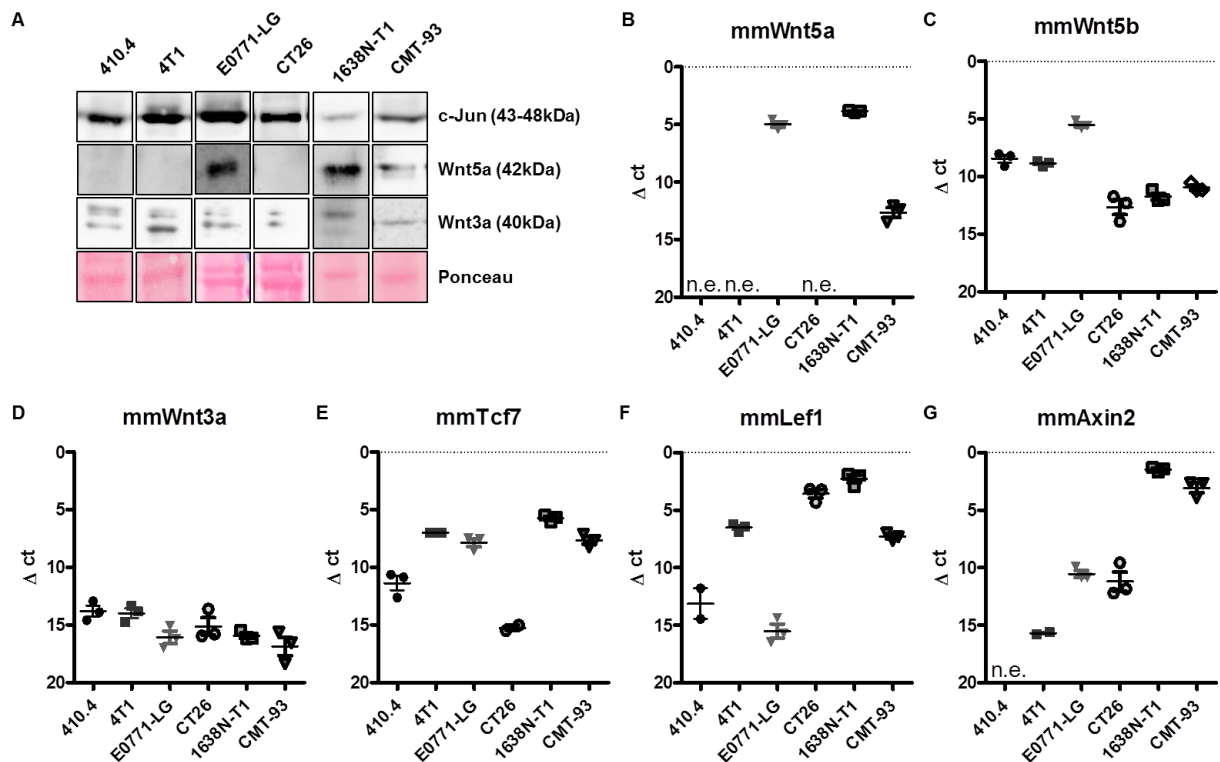 A
410.4
4T1
E0771-LG
CT26
1638N-T1
CMT-93
c-Jun (43-48kDa)
Wnt5a (42kDa)
Wnt3a (40kDa)
Ponceau
B
mmWnt5a
Δ ct
0
5
10
15
20
n.e. n.e. n.e.
410.4
4T1
E0771-LG
CT26
1638N-T1
CMT-93
C
mmWnt5b
Δ ct
0
5
10
15
20
410.4
4T1
E0771-LG
CT26
1638N-T1
CMT-93
D
mmWnt3a
Δ ct
0
5
10
15
20
410.4
4T1
E0771-LG
CT26
1638N-T1
CMT-93
E
mmTcf7
Δ ct
0
5
10
15
20
410.4
4T1
E0771-LG
CT26
1638N-T1
CMT-93
F
mmLef1
Δ ct
0
5
10
15
20
410.4
4T1
E0771-LG
CT26
1638N-T1
CMT-93
G
mmAxin2
Δ ct
0
5
10
15
20
n.e.
410.4
4T1
E0771-LG
CT26
1638N-T1
CMT-93